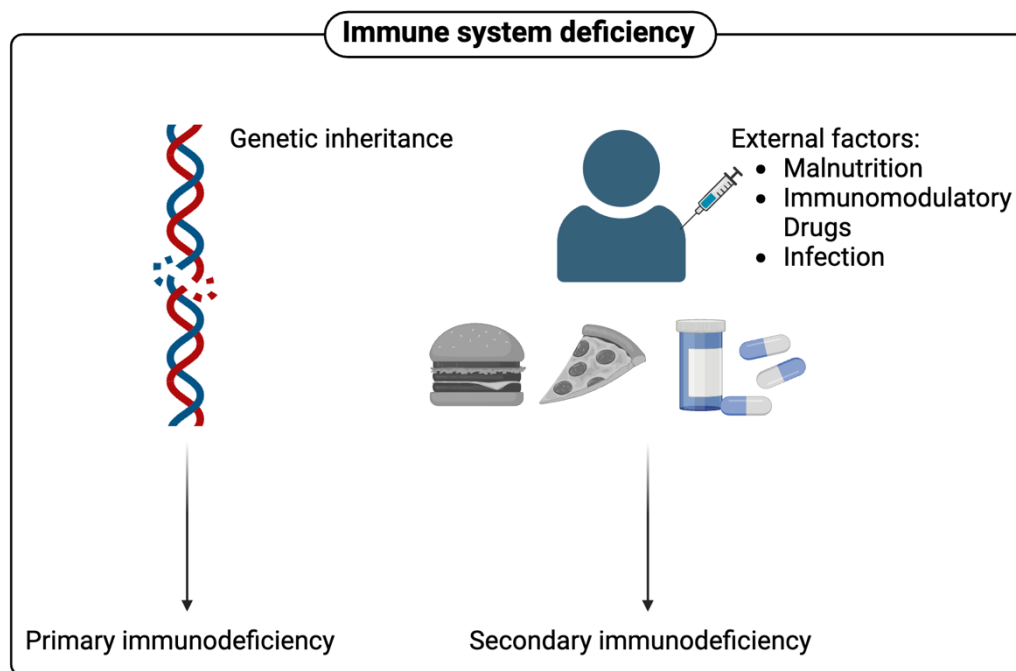 Immune system deficiency
Genetic inheritance
External factors:
• Malnutrition
• Immunomodulatory
Drugs
• Infection
Primary immunodeficiency
Secondary immunodeficiency